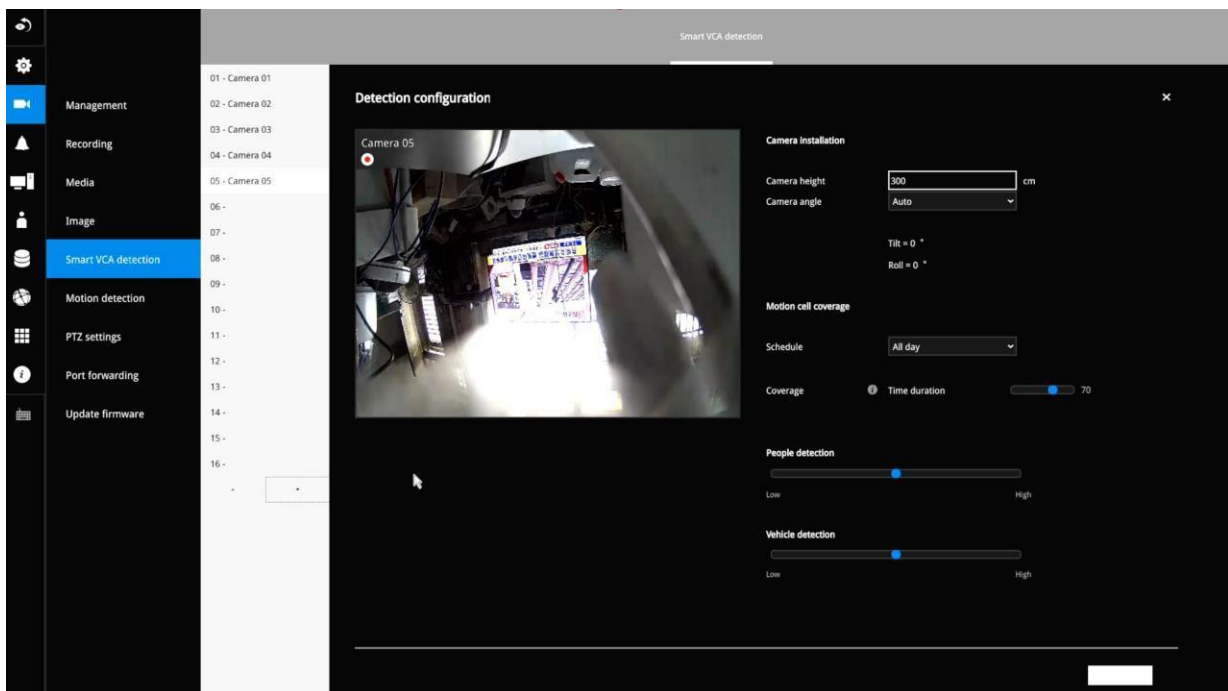 Smart VCA detection
Management
Recording
Media
Image
Smart VCA detection
Motion detection
PTZ settings
Port forwarding
Update firmware
01 - Camera 01
02 - Camera 02
03 - Camera 03
04 - Camera 04
05 - Camera 05
06 -
07 -
08 -
09 -
10 -
11 -
12 -
13 -
14 -
15 -
16 -
Detection configuration
Camera 05
Camera installation
Camera height 300 cm
Camera angle Auto
Tilt = 0 °
Roll = 0 °
Motion cell coverage
Schedule All day
Coverage Time duration 70
People detection
Low High
Vehicle detection
Low High